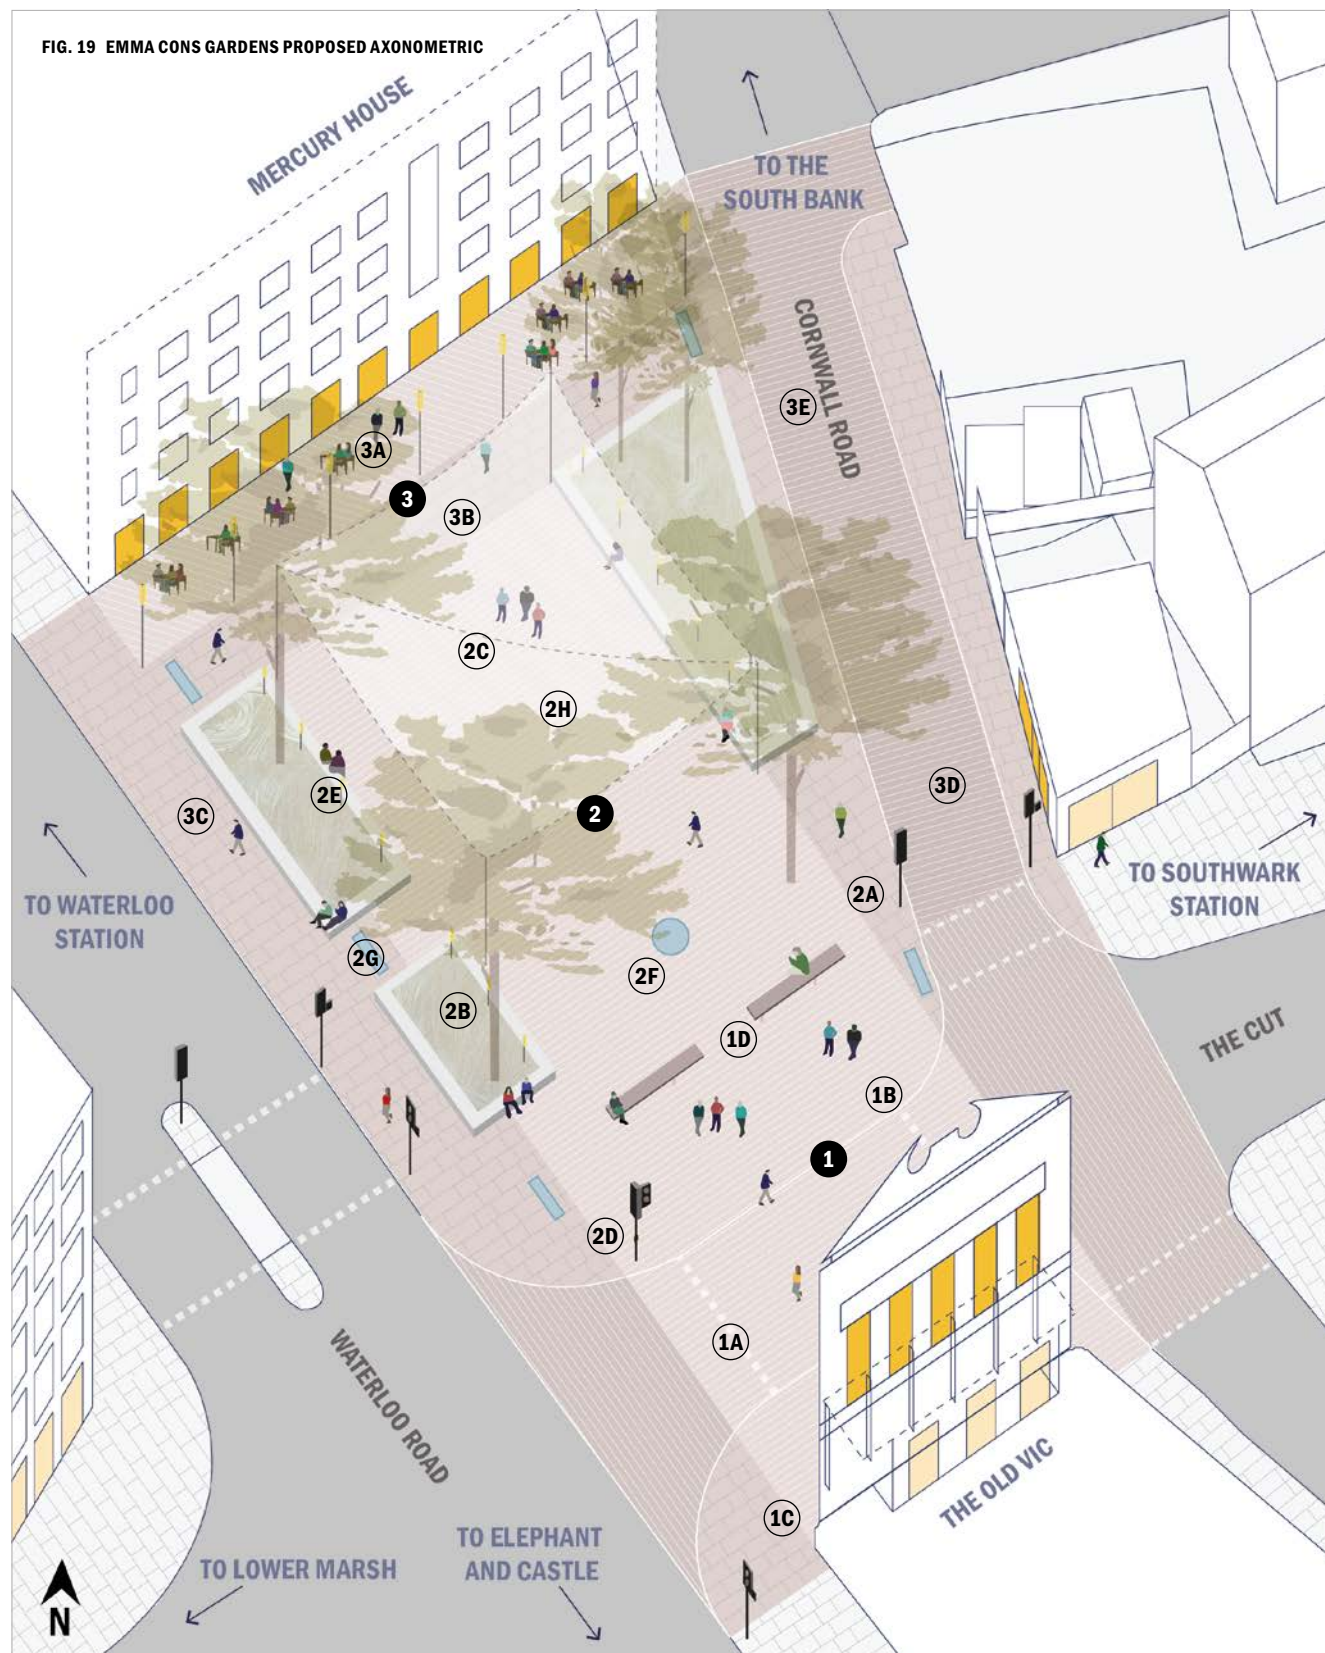 FIG. 19 EMMA CONS GARDENS PROPOSED AXONOMETRIC
MERCURY HOUSE
TO THE
SOUTH BANK
CORNWALL ROAD
3E
3A
3
3B
2C
2H
2E
3C
2
3D
2A
TO WATERLOO
STATION
TO SOUTHWARK
STATION
2G
2F
2B
1D
THE CUT
1B
1
2D
1A
WATERLOO ROAD
THE OLD VIC
1C
TO LOWER MARSH
TO ELEPHANT
AND CASTLE
N